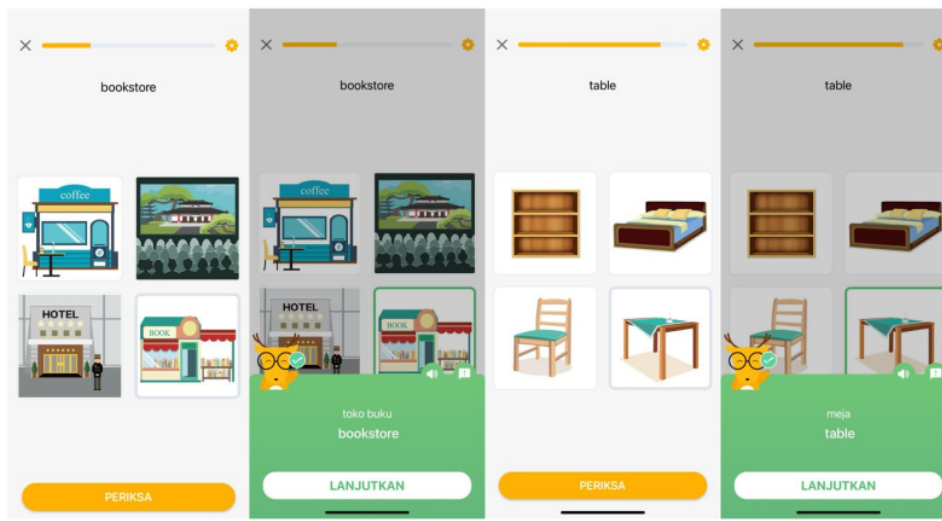 bookstore
coffee
HOTEL
BOOK
PERIKSA
bookstore
coffee
HOTEL
BOOK
toko buku
bookstore
LANJUTKAN
table
PERIKSA
table
meja
table
LANJUTKAN